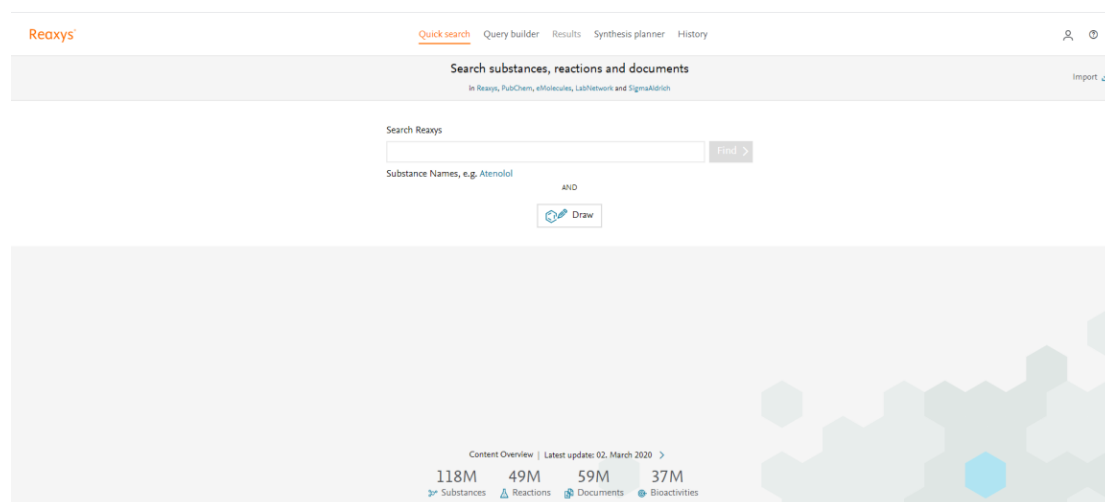 Reaxys®
Quick search Query builder Results Synthesis planner History
Search substances, reactions and documents
in Reaxys, PubChem, eMolecules, LabNetwork and SigmaAldrich
Import
Search Reaxys
Find
Substance Names, e.g. Atenolol
AND
Draw
Content Overview | Latest update: 02. March 2020
118M 49M 59M 37M
Substances Reactions Documents Bioactivities